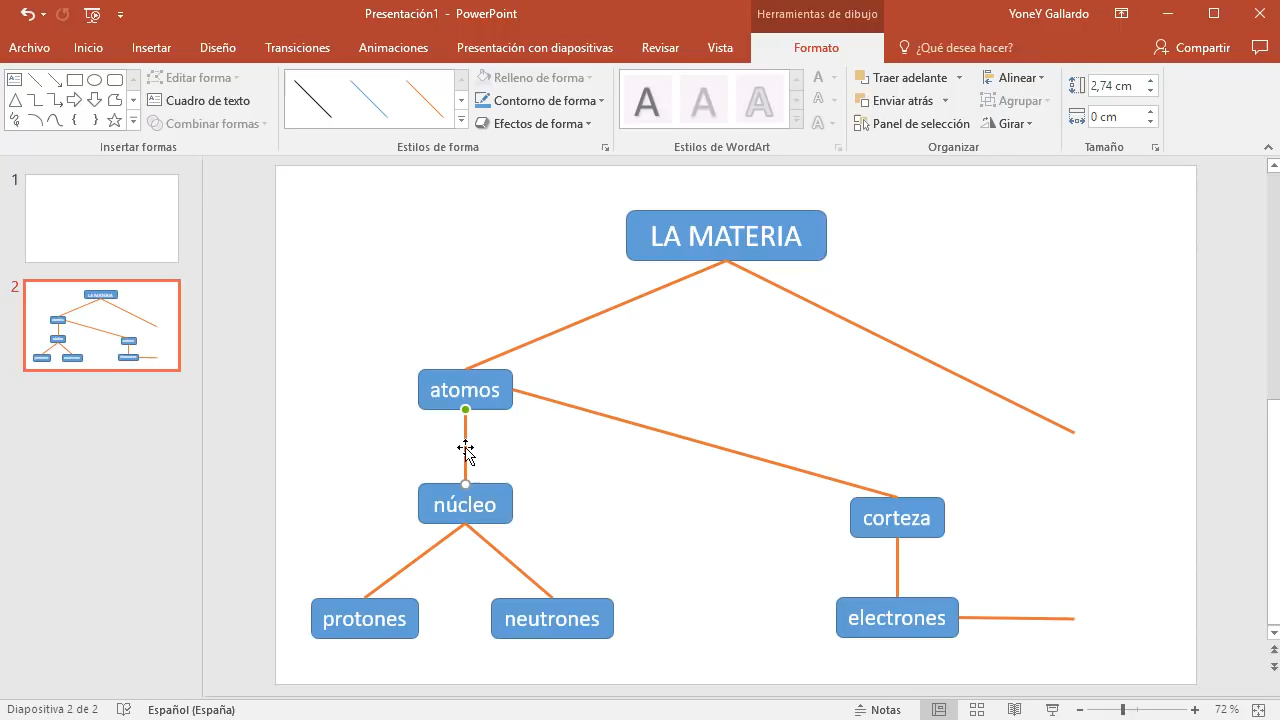 Presentación1 - PowerPoint
Herramientas de dibujo
YoneY Gallardo
Archivo Inicio Insertar Diseño Transiciones Animaciones Presentación con diapositivas Revisar Vista Formato ¿Qué desea hacer? Compartir
Editar forma
Cuadro de texto
Combinar formas
Insertar formas
Relleno de forma
Contorno de forma
Efectos de forma
Estilos de forma
A A A
A
A
A
Estilos de WordArt
Traer adelante
Enviar atrás
Panel de selección
Alinear
Agrupar
Girar
Organizar
2,74 cm
0 cm
Tamaño
1
2
LA MATERIA
atomos
núcleo
corteza
protones
neutrones
electrones
Diapositiva 2 de 2
Español (España)
Notas
72 %